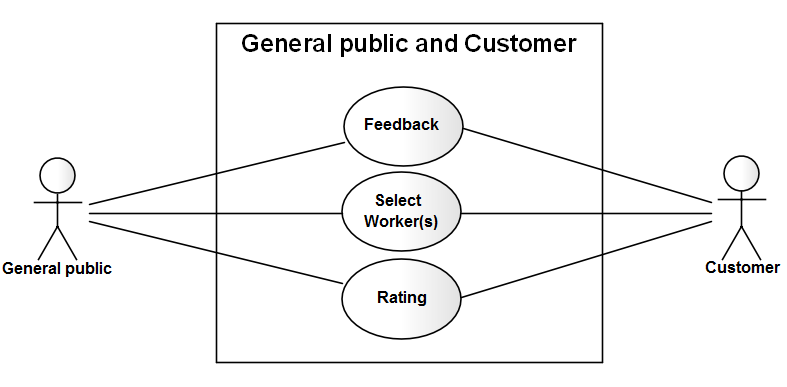 General public and Customer
Feedback
Select
Worker(s)
Rating
General public
Customer